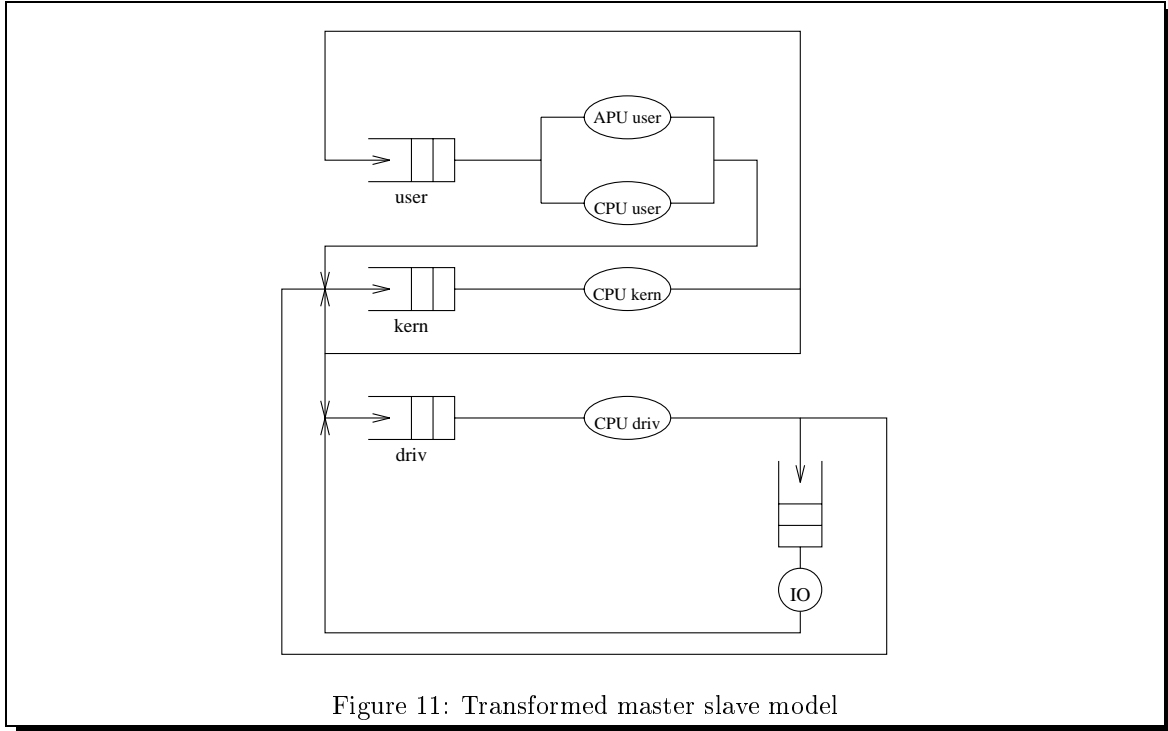 APU user
user
CPU user
CPU kern
kern
CPU driv
driv
IO
Figure 11: Transformed master slave model